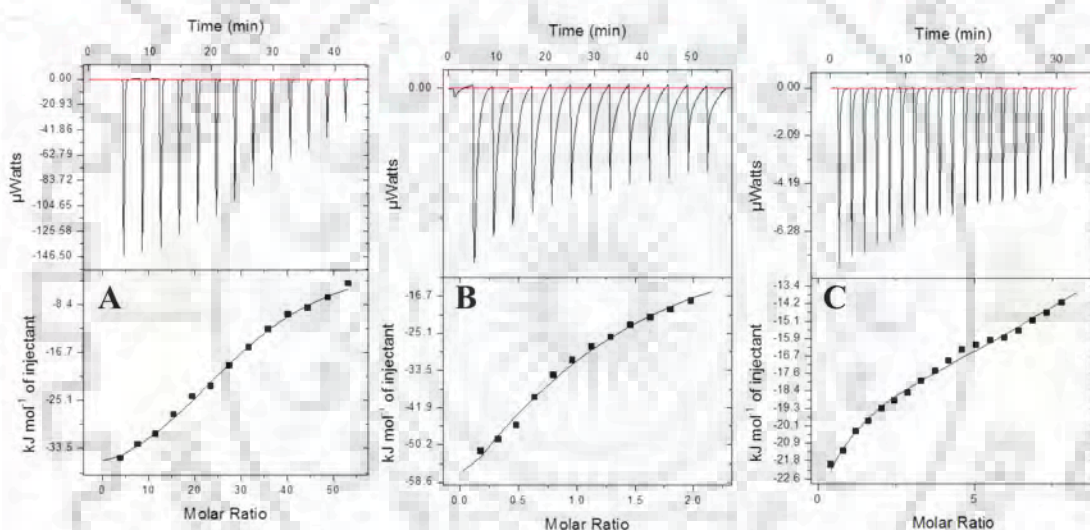 Time (min)
0 10 20 30 40
0.00
-20.93
-41.86
-62.79
-83.72
-104.65
-125.58
-146.50
µWatts
A
-8.4
-16.7
-25.1
-33.5
kJ mol⁻¹ of injectant
0 10 20 30 40 50
Molar Ratio
Time (min)
0 10 20 30 40 50
0.00
µWatts
B
-16.7
-25.1
-33.5
-41.9
-50.2
-58.6
kJ mol⁻¹ of injectant
0.0 0.5 1.0 1.5 2.0
Molar Ratio
Time (min)
0 10 20 30
0.00
-2.09
-4.19
-6.28
µWatts
C
-13.4
-14.2
-15.1
-15.9
-16.7
-17.6
-18.4
-19.3
-20.1
-20.9
-21.8
-22.6
kJ mol⁻¹ of injectant
0 5
Molar Ratio